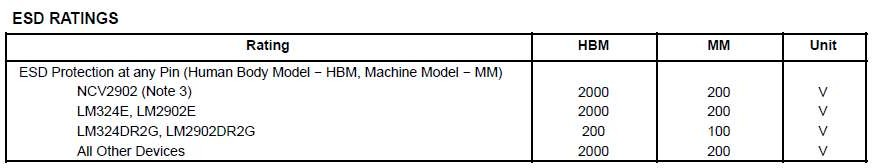 ESD RATINGS
Rating HBM MM Unit
ESD Protection at any Pin (Human Body Model − HBM, Machine Model − MM)
NCV2902 (Note 3) 2000 200 V
LM324E, LM2902E 2000 200 V
LM324DR2G, LM2902DR2G 200 100 V
All Other Devices 2000 200 V